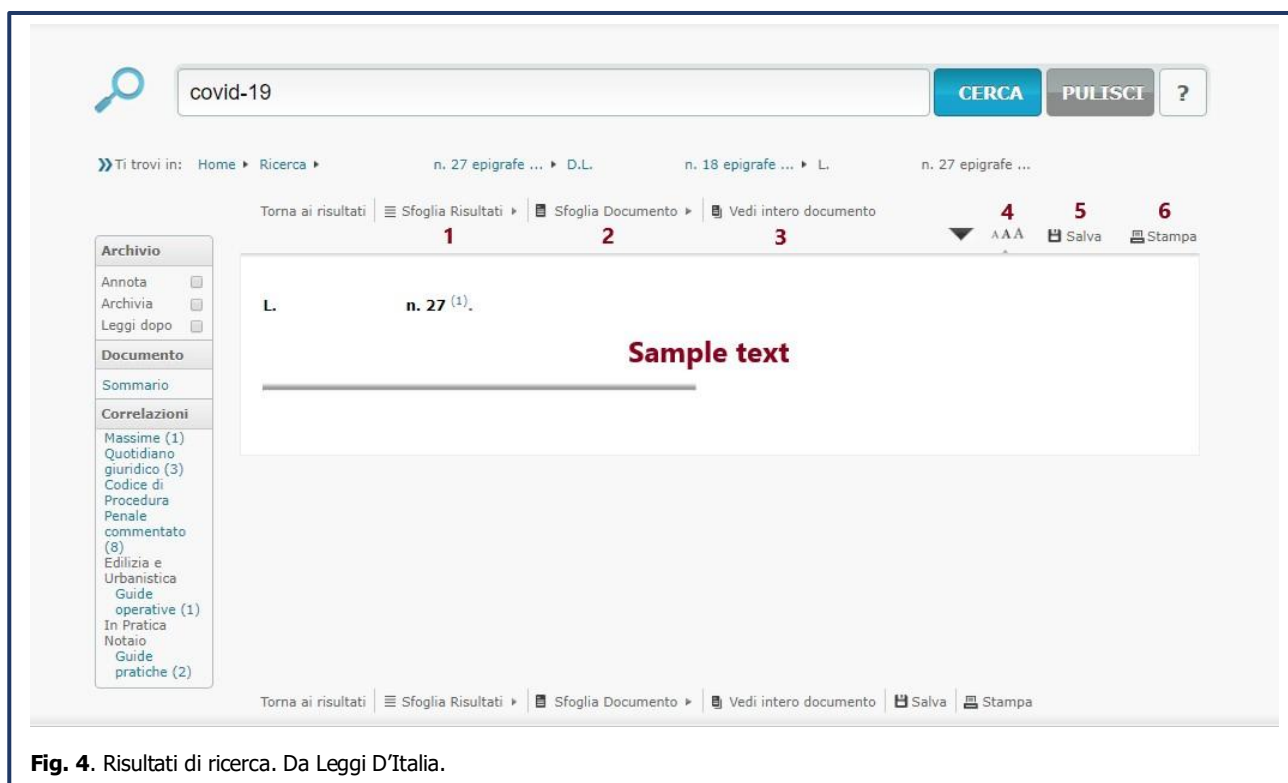 covid-19
CERCA
PULISCI
?
Ti trovi in: Home Ricerca n. 27 epigrafe ... D.L. n. 18 epigrafe ... L. n. 27 epigrafe ...
Torna ai risultati Sfoglia Risultati Sfoglia Documento Vedi intero documento
1 2 3
4 5 6
A A A Salva Stampa
Archivio
Annota
Archivia
Leggi dopo
Documento
Sommario
Correlazioni
Massime (1)
Quotidiano
giuridico (3)
Codice di
Procedura
Penale
commentato
(8)
Edilizia e
Urbanistica
Guide
operative (1)
In Pratica
Notaio
Guide
pratiche (2)
L. n. 27 (1).
Sample text
Torna ai risultati Sfoglia Risultati Sfoglia Documento Vedi intero documento Salva Stampa
Fig. 4. Risultati di ricerca. Da Leggi D’Italia.